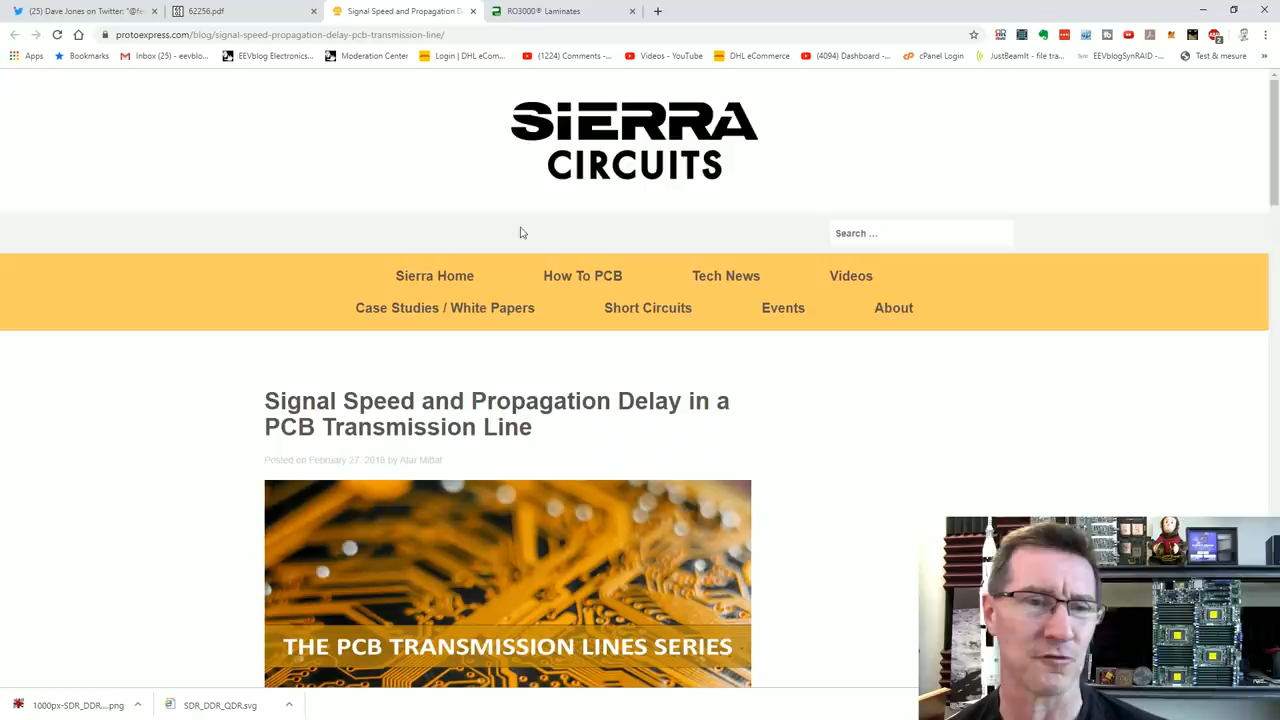 (25) Dave Jones on Twitter: "@fe
62256.pdf
Signal Speed and Propagation D
RO3000® Laminates
protoexpress.com/blog/signal-speed-propagation-delay-pcb-transmission-line/
Apps
Bookmarks
Inbox (25) - eevblo...
EEVblog Electronics...
Moderation Center
Login | DHL eCom...
(1224) Comments -...
Videos - YouTube
DHL eCommerce
(4094) Dashboard -...
cPanel Login
JustBeamIt - file tra...
EEVblogSynRAID -...
Test & mesure
SiERRA
CIRCUITS
Search ...
Sierra Home
How To PCB
Tech News
Videos
Case Studies / White Papers
Short Circuits
Events
About
Signal Speed and Propagation Delay in a
PCB Transmission Line
Posted on February 27, 2018 by Atar Mittal
THE PCB TRANSMISSION LINES SERIES
1000px-SDR_DDR_....png
SDR_DDR_QDR.svg